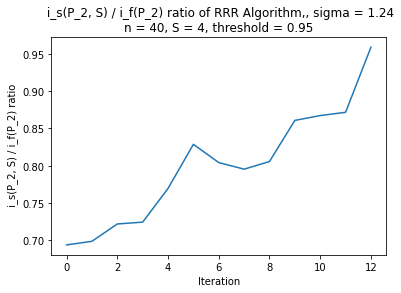 i_s(P_2, S) / i_f(P_2) ratio of RRR Algorithm,, sigma = 1.24
n = 40, S = 4, threshold = 0.95
i_s(P_2, S) / i_f(P_2) ratio
0.95
0.90
0.85
0.80
0.75
0.70
0 2 4 6 8 10 12
Iteration